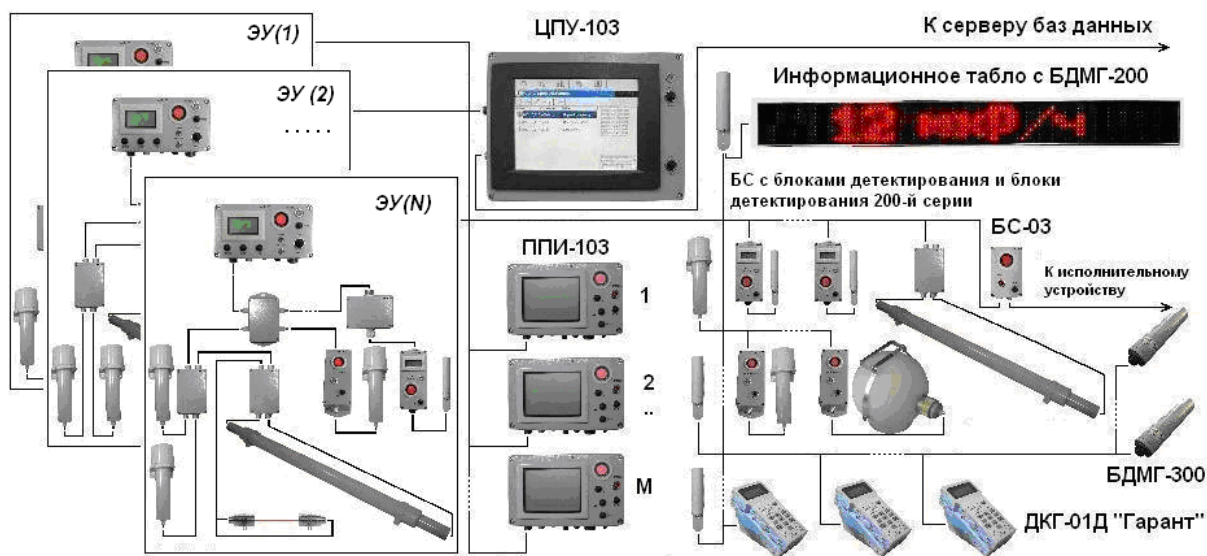 ЭУ(1)
ЦПУ-103
К серверу баз данных
Информационное табло с БДМГ-200
ЭУ (2)
. . . . .
12 мкР/ч
БС с блоками детектирования и блоки
детектирования 200-й серии
ЭУ(N)
БС-03
ППИ-103
К исполнительному
устройству
1
2
..
М
БДМГ-300
ДКГ-01Д "Гарант"